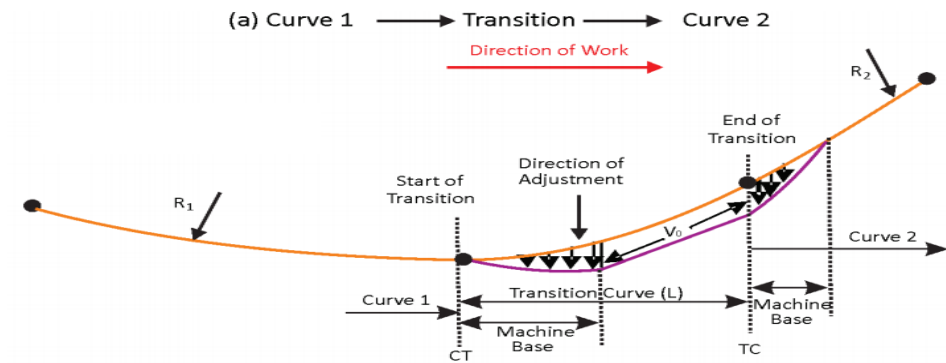 (a) Curve 1 Transition Curve 2
Direction of Work
R2
End of
Transition
Direction of
Adjustment
Start of
Transition
R1
V0
Curve 2
Curve 1
Transition Curve (L)
Machine
Base
Machine
Base
CT
TC